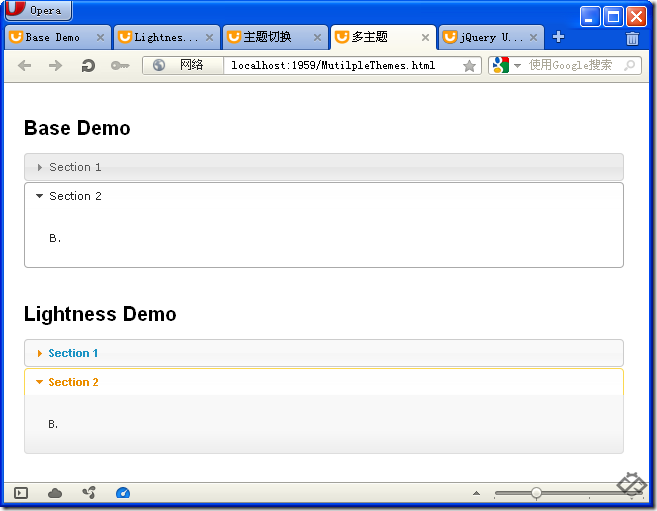 Opera
Base Demo Lightnes... 主题切换 多主题 jQuery U...
网络 localhost:1959/MutilpleThemes.html 使用Google搜索
Base Demo
Section 1
Section 2
B.
Lightness Demo
Section 1
Section 2
B.